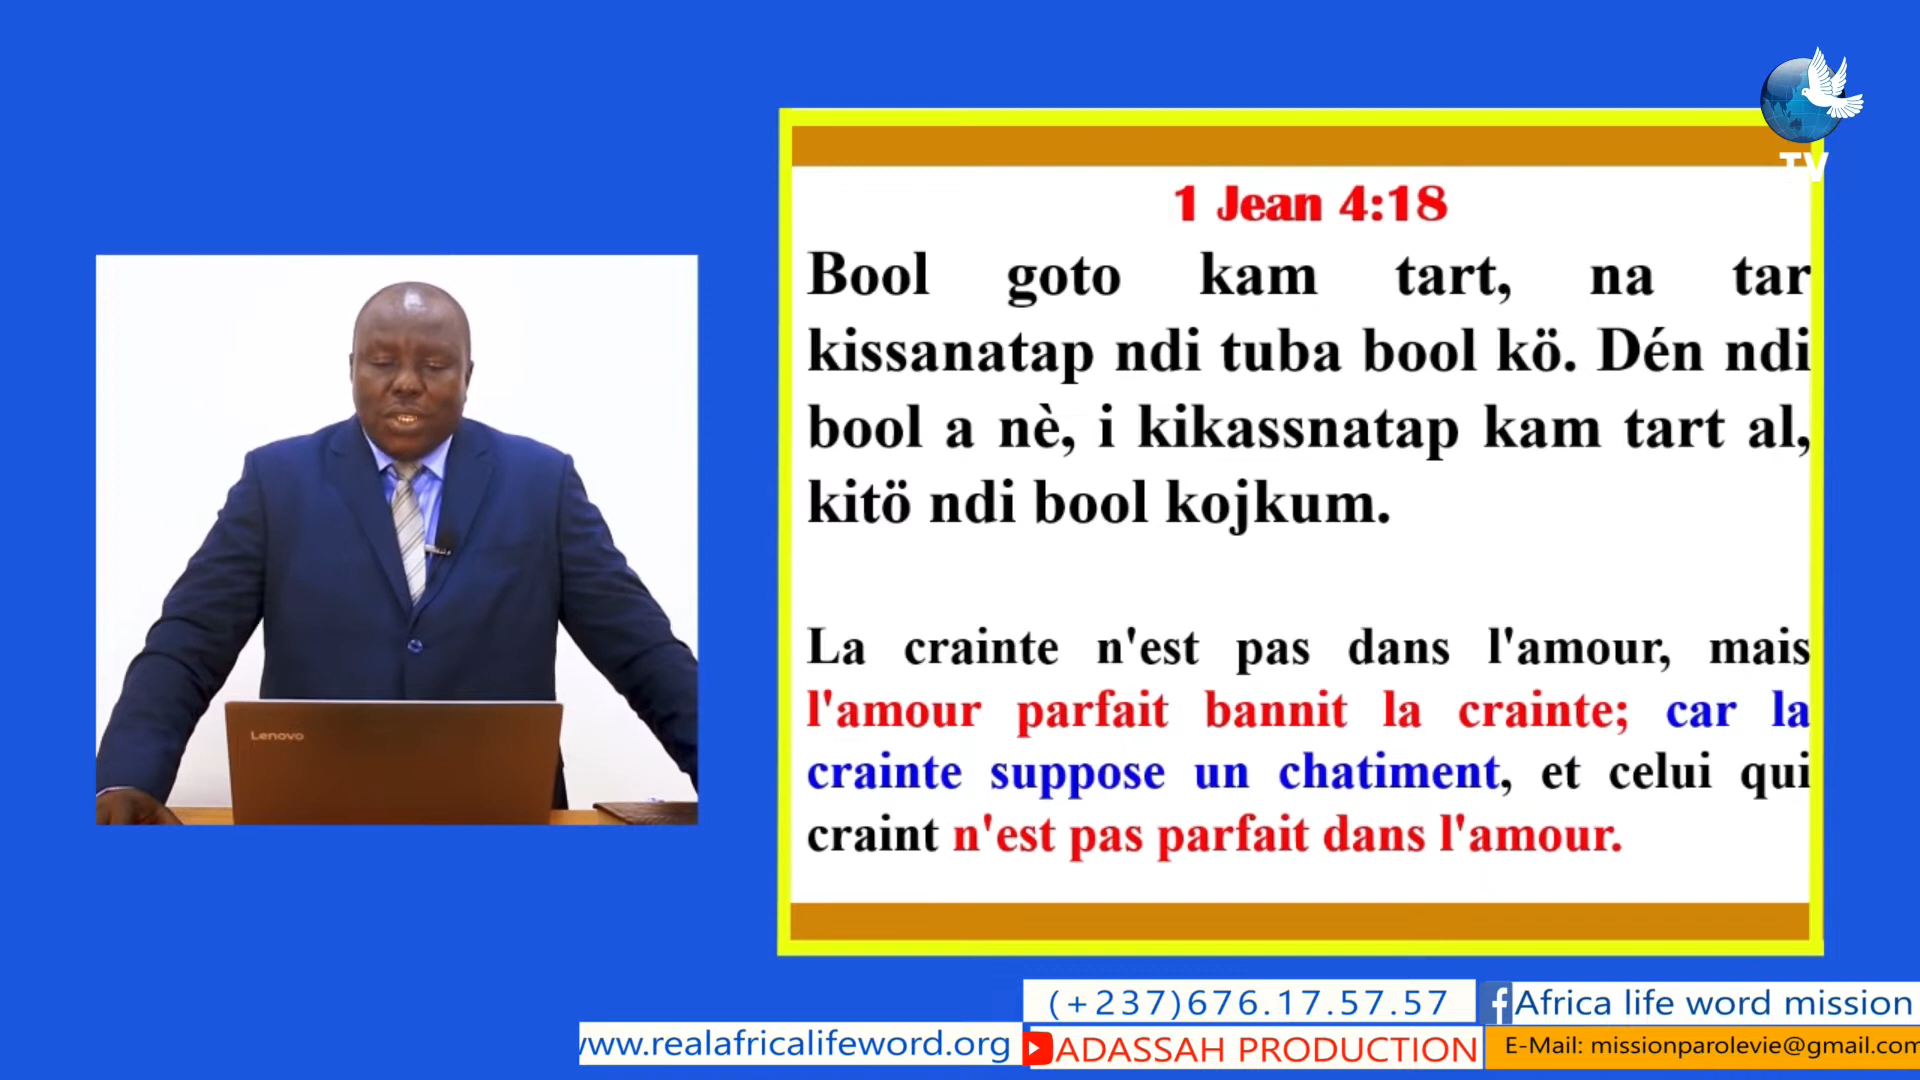 TV
1 Jean 4:18
Bool goto kam tart, na tar
kissanatap ndi tuba bool kö. Dén ndi
bool a nè, i kikassnatap kam tart al,
kitö ndi bool kojkum.
La crainte n'est pas dans l'amour, mais
l'amour parfait bannit la crainte; car la
crainte suppose un chatiment, et celui qui
craint n'est pas parfait dans l'amour.
Lenovo
(+237)676.17.57.57
Africa life word mission
www.realafricalifeword.org
ADASSAH PRODUCTION
E-Mail: missionparolevie@gmail.com